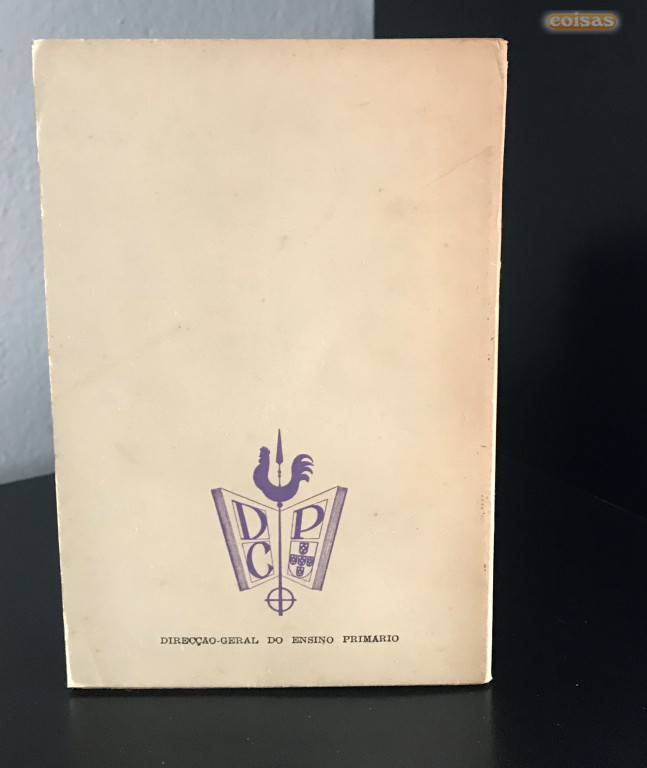 coisas
D P
C
DIRECÇAO-GERAL DO ENSINO PRIMARIO